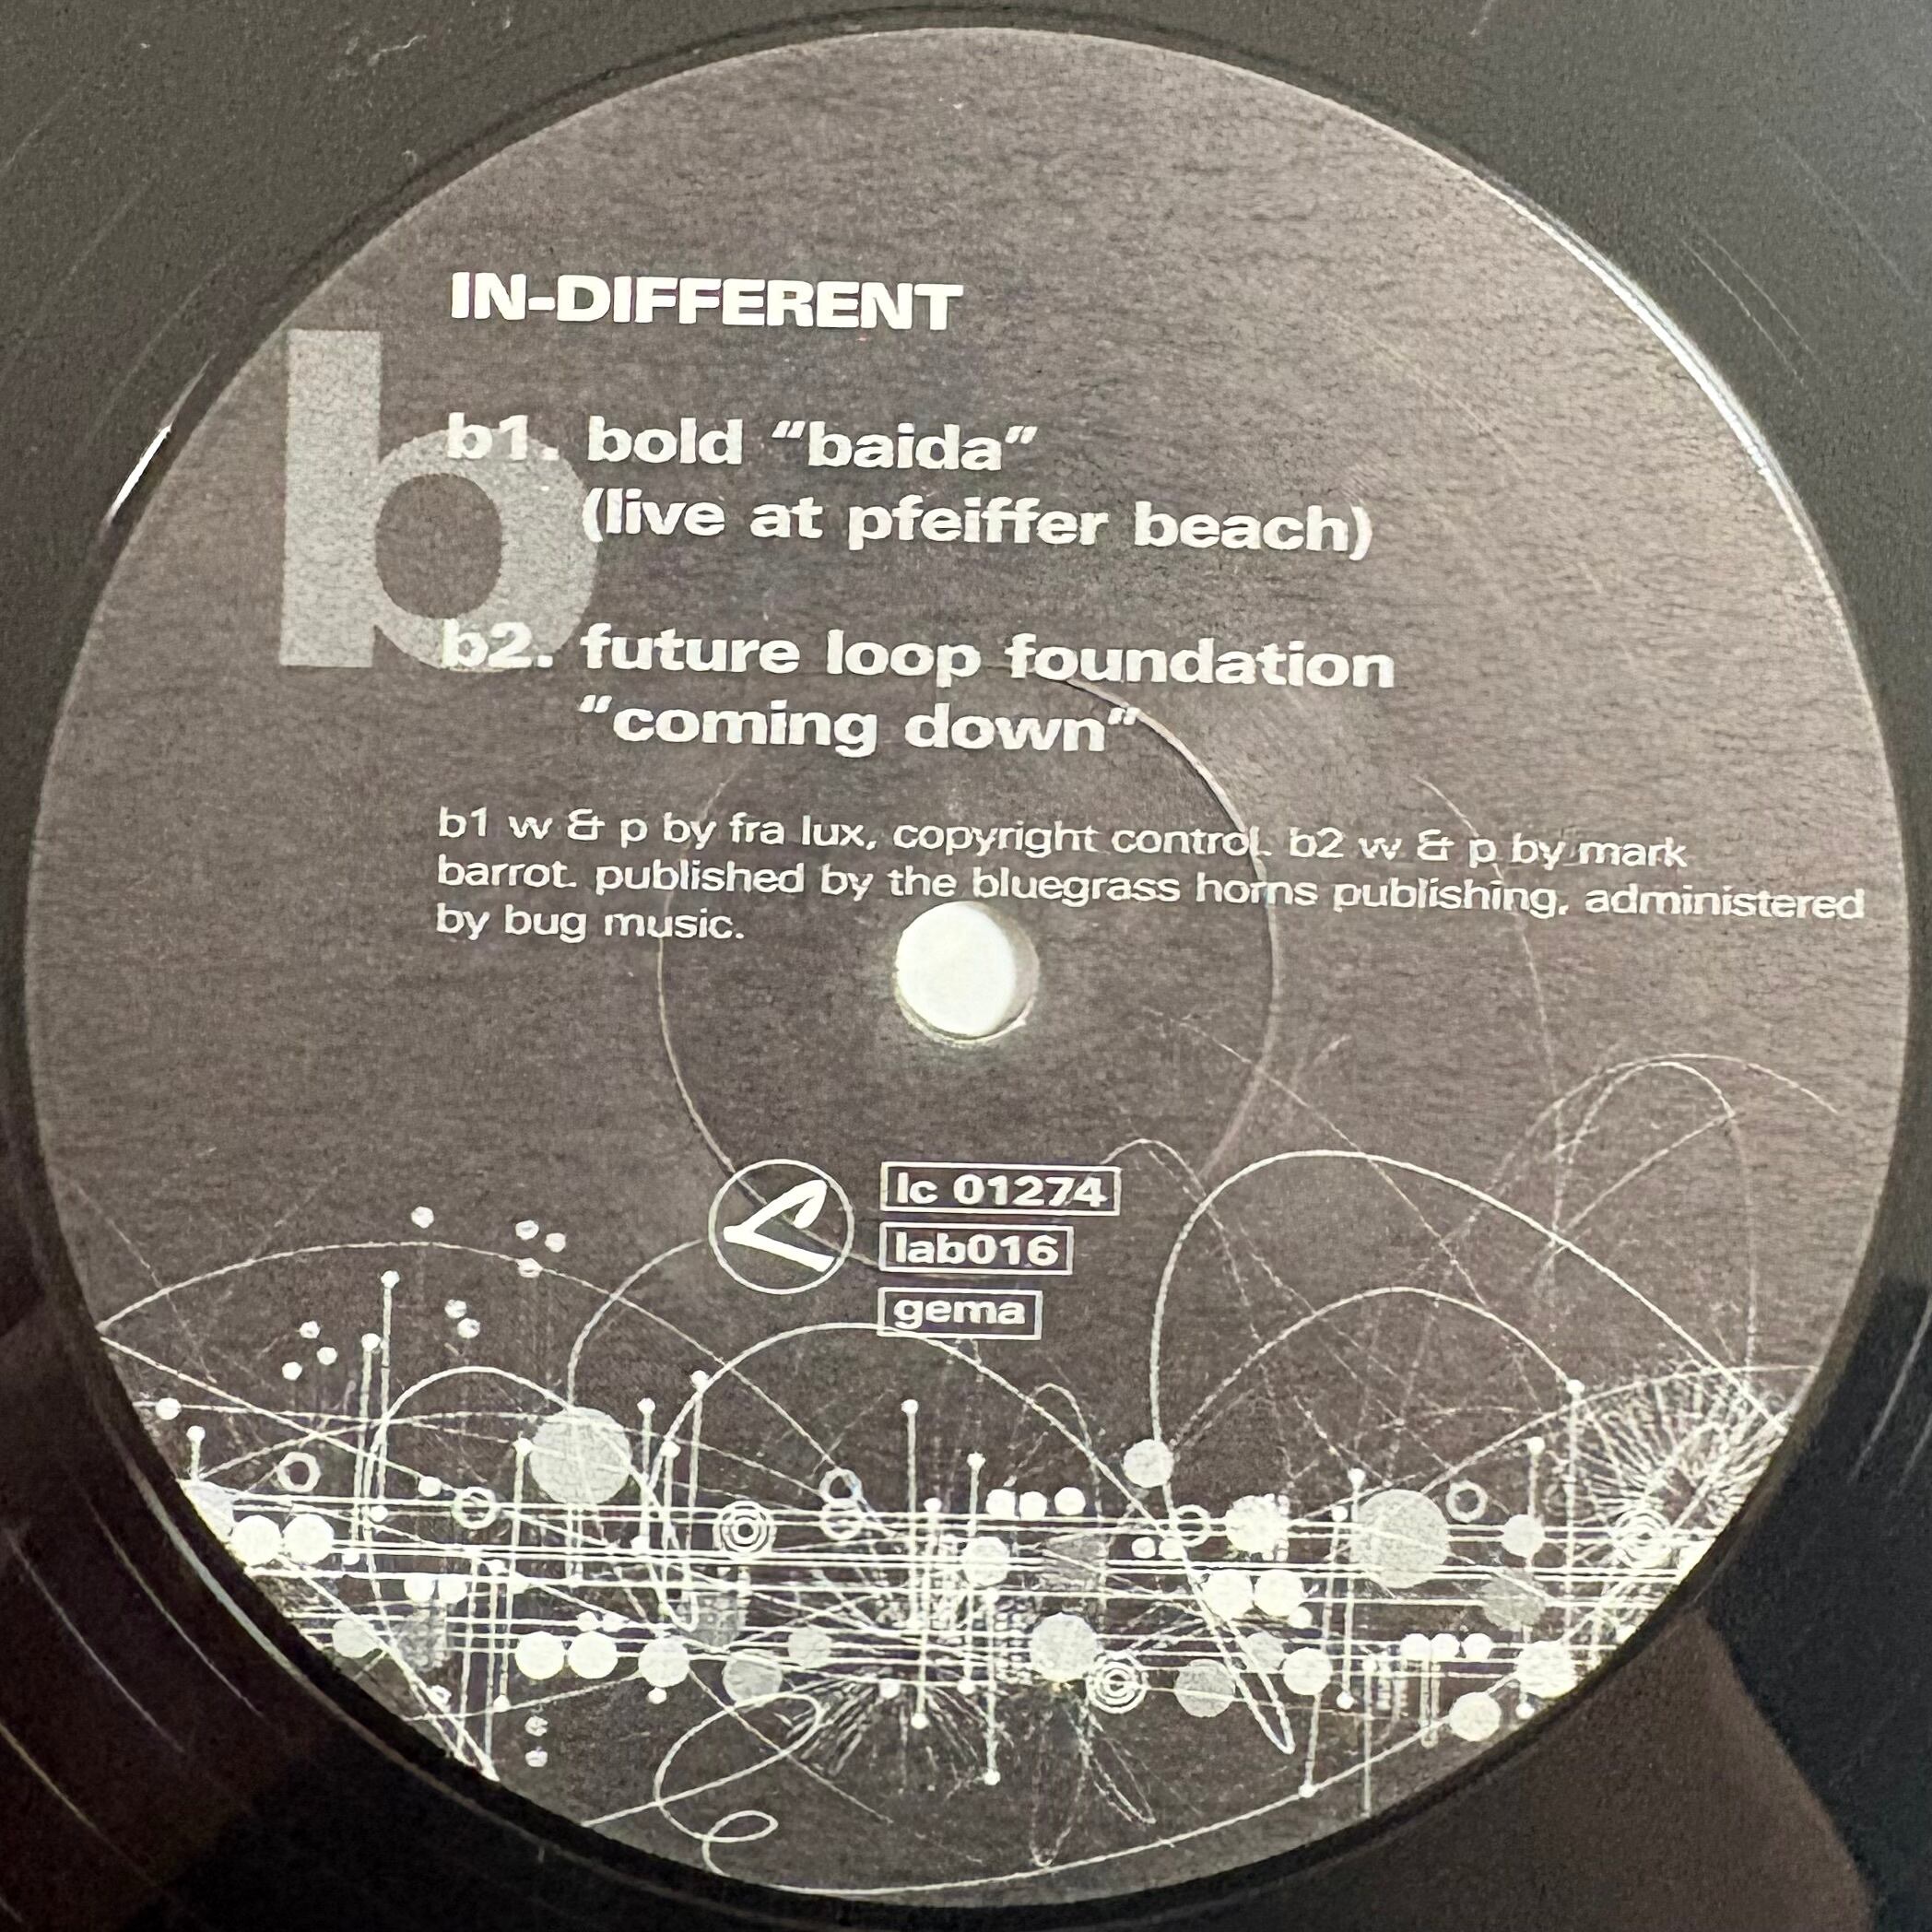 IN-DIFFERENT
b
b1. bold “baida”
(live at pfeiffer beach)
b2. future loop foundation
“coming down”
b1 w & p by fra lux, copyright control. b2 w & p by mark
barrot. published by the bluegrass horns publishing, administered
by bug music.
lc 01274
lab016
gema